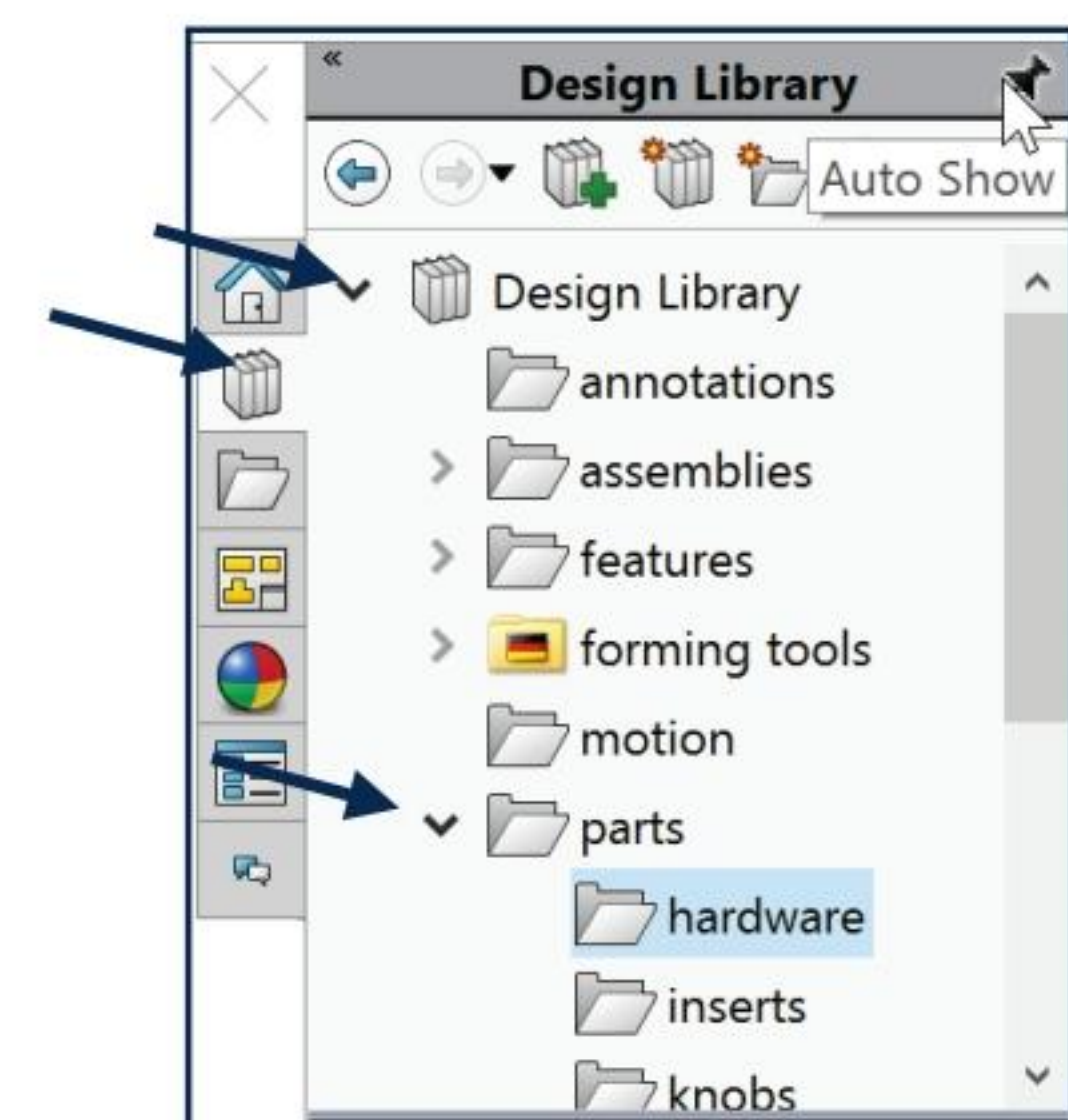 Design Library
Auto Show
Design Library
annotations
assemblies
features
forming tools
motion
parts
hardware
inserts
knobs